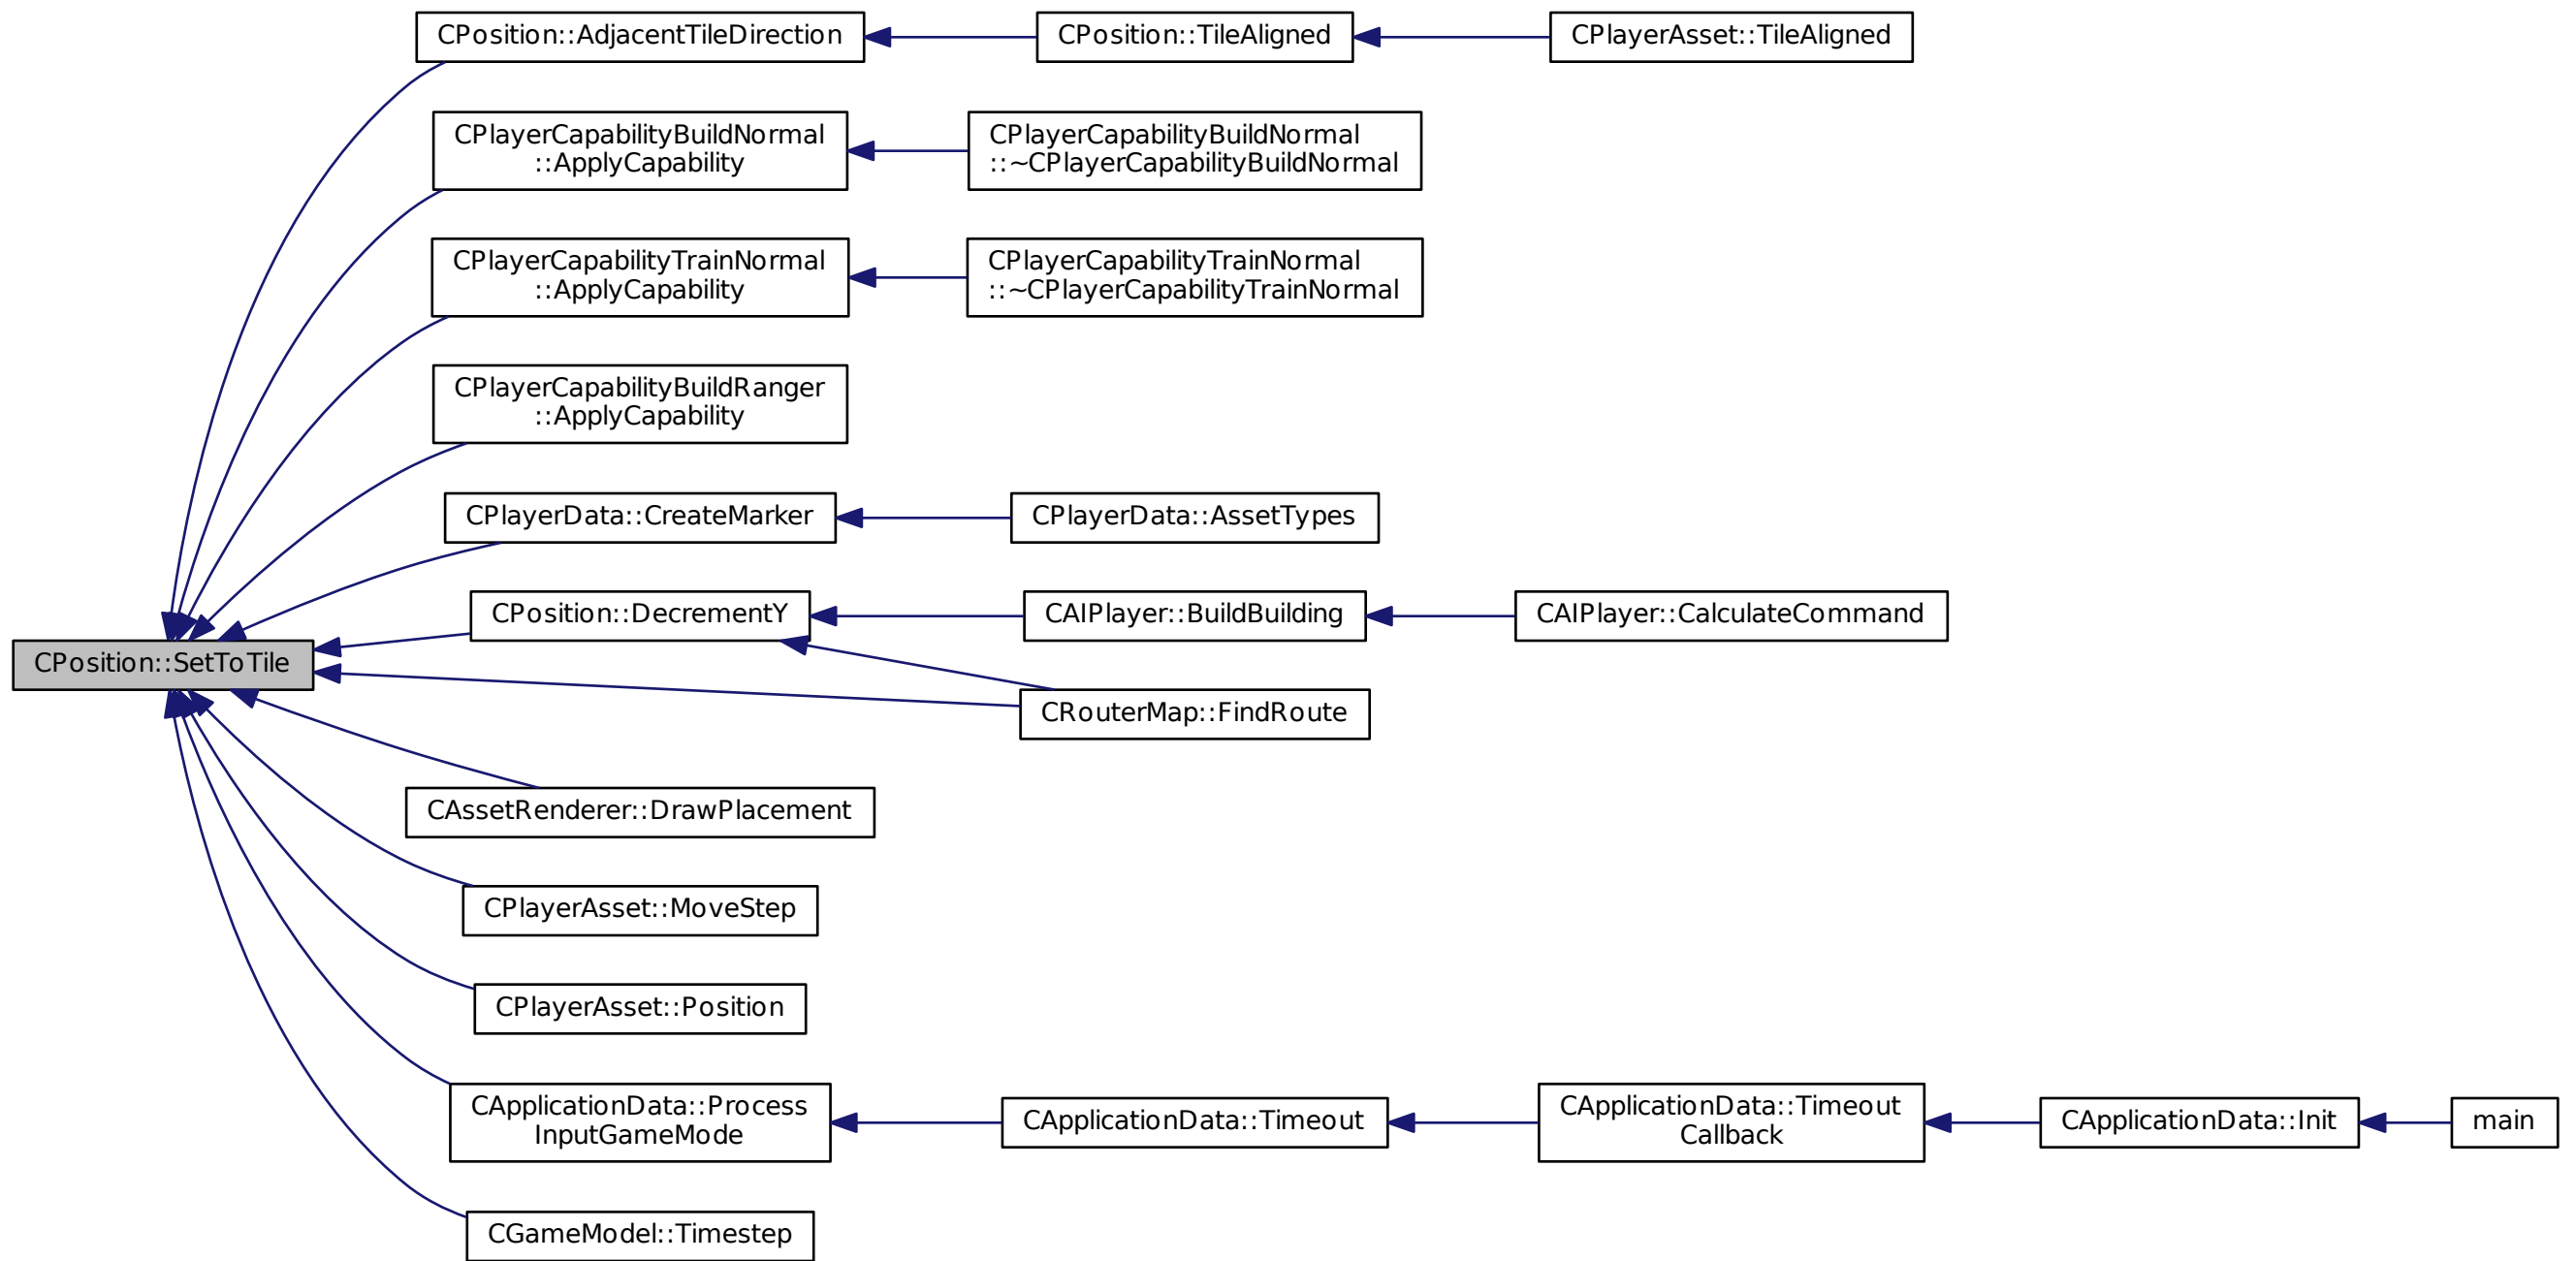 CPosition::AdjacentTileDirection
CPosition::TileAligned
CPlayerAsset::TileAligned
CPlayerCapabilityBuildNormal
::ApplyCapability
CPlayerCapabilityBuildNormal
::~CPlayerCapabilityBuildNormal
CPlayerCapabilityTrainNormal
::ApplyCapability
CPlayerCapabilityTrainNormal
::~CPlayerCapabilityTrainNormal
CPlayerCapabilityBuildRanger
::ApplyCapability
CPlayerData::CreateMarker
CPlayerData::AssetTypes
CPosition::DecrementY
CAIPlayer::BuildBuilding
CAIPlayer::CalculateCommand
CPosition::SetToTile
CRouterMap::FindRoute
CAssetRenderer::DrawPlacement
CPlayerAsset::MoveStep
CPlayerAsset::Position
CApplicationData::Process
InputGameMode
CApplicationData::Timeout
CApplicationData::Timeout
Callback
CApplicationData::Init
main
CGameModel::Timestep